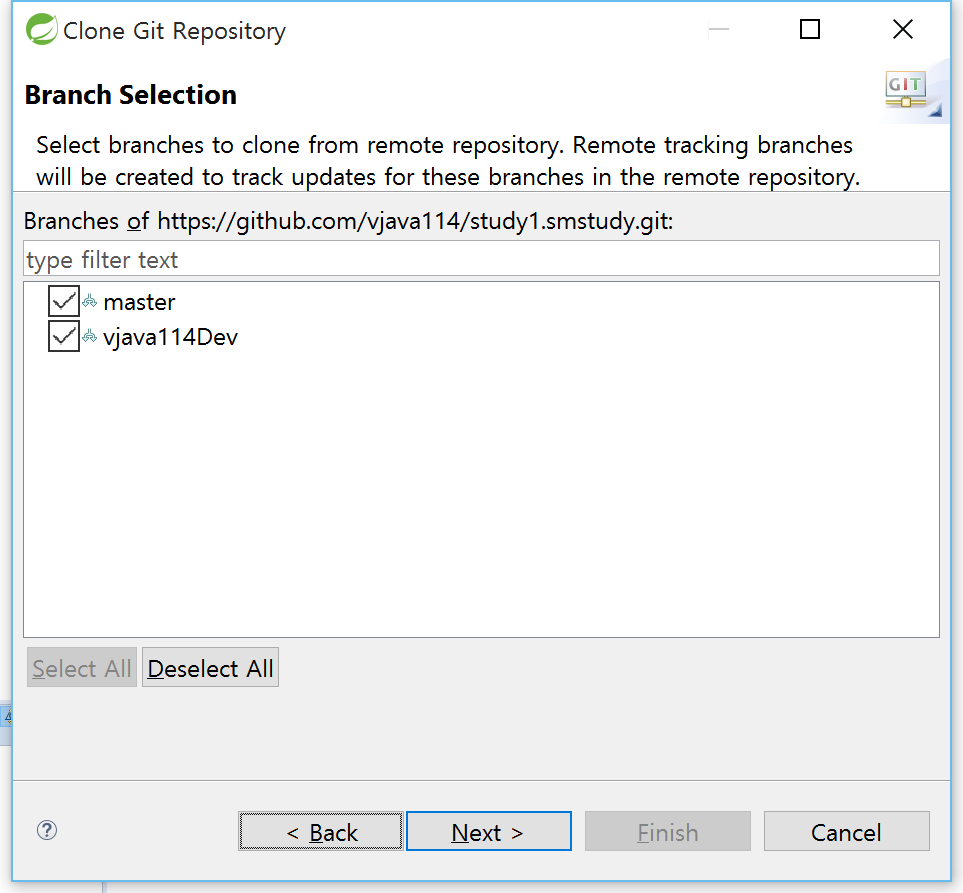 Clone Git Repository
Branch Selection
GIT
Select branches to clone from remote repository. Remote tracking branches
will be created to track updates for these branches in the remote repository.
Branches of https://github.com/vjava114/study1.smstudy.git:
type filter text
master
vjava114Dev
Select All Deselect All
4
? < Back Next > Finish Cancel